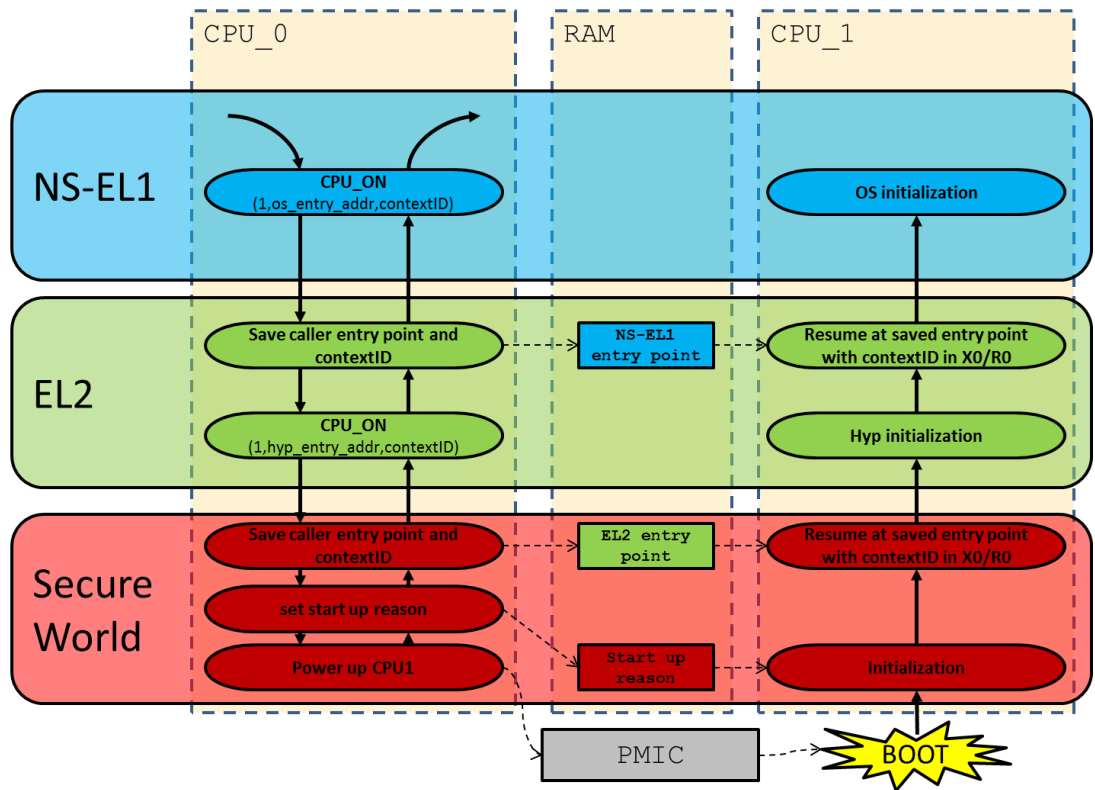 CPU_0
RAM
CPU_1
NS-EL1
CPU_ON
(1,os_entry_addr,contextID)
OS initialization
EL2
Save caller entry point and
contextID
NS-EL1
entry point
Resume at saved entry point
with contextID in X0/R0
CPU_ON
(1,hyp_entry_addr,contextID)
Hyp initialization
Secure
World
Save caller entry point and
contextID
EL2 entry
point
Resume at saved entry point
with contextID in X0/R0
set start up reason
Power up CPU1
Start up
reason
Initialization
PMIC
BOOT